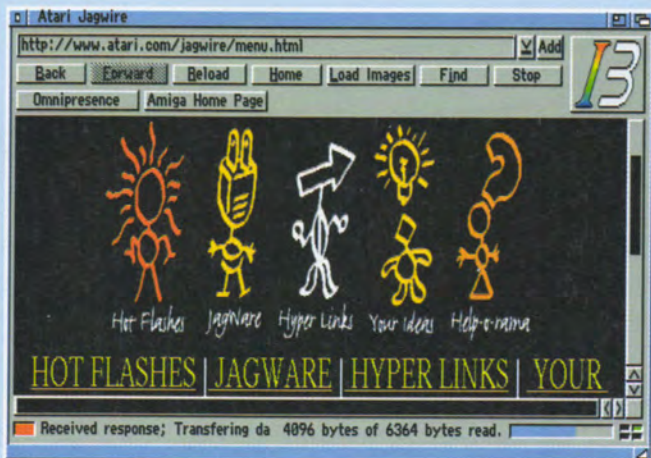 Atari Jagwire
http://www.atari.com/jagwire/menu.html Add
Back Forward Reload Home Load Images Find Stop
Omnipresence Amiga Home Page
Hot Flashes JagWare Hyper Links Your Ideas Help-o-rama
HOT FLASHES JAGWARE HYPER LINKS YOUR
Received response; Transfering da 4096 bytes of 6364 bytes read.